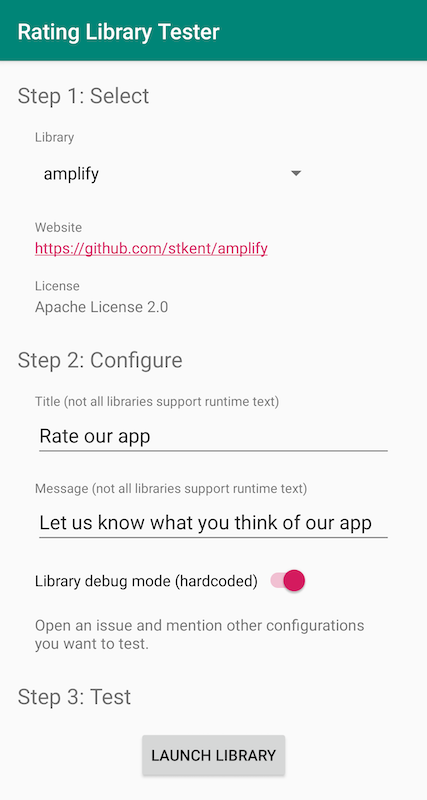 Rating Library Tester
Step 1: Select
Library
amplify
Website
https://github.com/stkent/amplify
License
Apache License 2.0
Step 2: Configure
Title (not all libraries support runtime text)
Rate our app
Message (not all libraries support runtime text)
Let us know what you think of our app
Library debug mode (hardcoded)
Open an issue and mention other configurations
you want to test.
Step 3: Test
LAUNCH LIBRARY